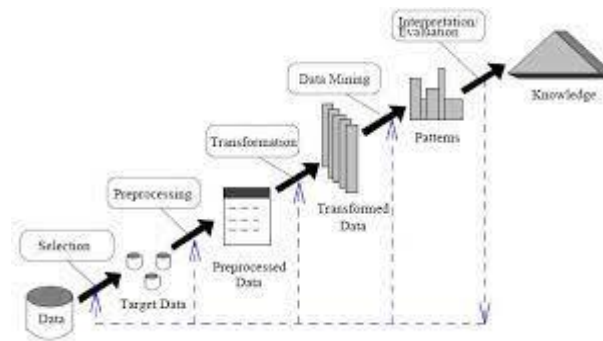 Interpretation/
Evaluation
Data Mining
Knowledge
Transformation
Patterns
Preprocessing
Transformed
Data
Selection
Preprocessed
Data
Target Data
Data